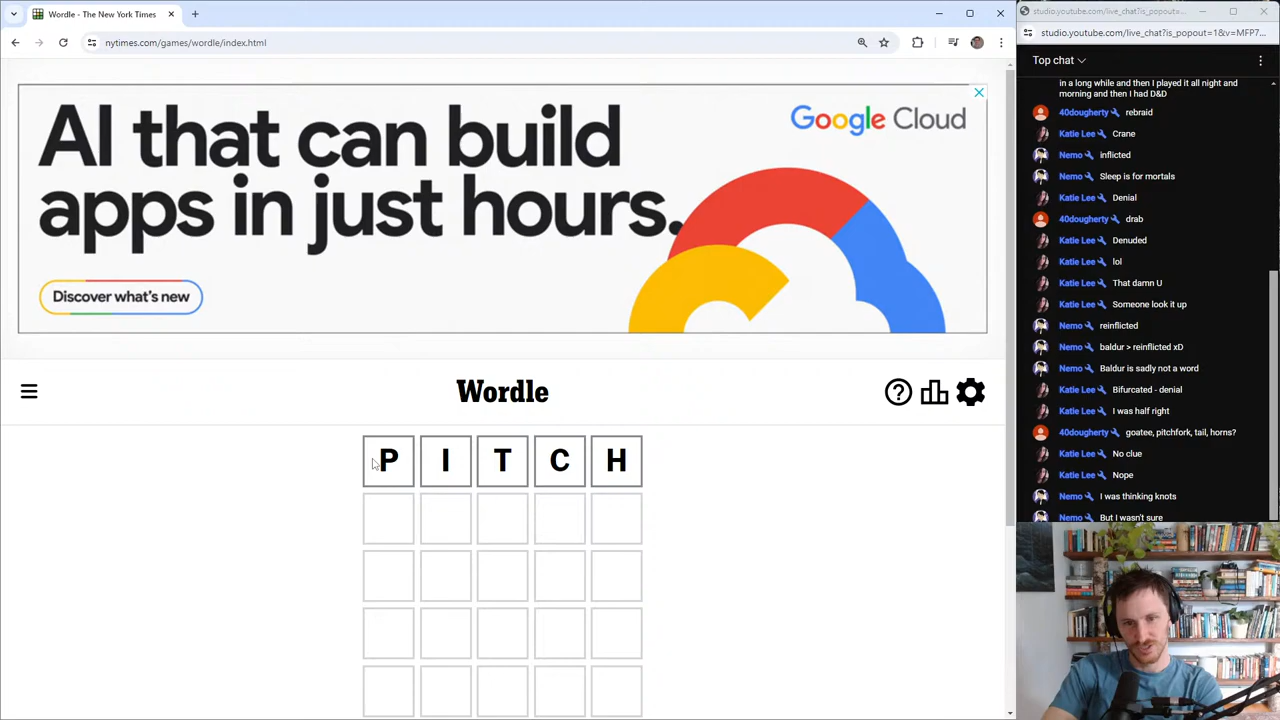 Wordle - The New York Times
nytimes.com/games/wordle/index.html
AI that can build
apps in just hours.
Google Cloud
Discover what's new
Wordle
P I T C H
studio.youtube.com/live_chat?is_popout=...
studio.youtube.com/live_chat?is_popout=1&v=MFP7...
Top chat
in a long while and then I played it all night and
morning and then I had D&D
40dougherty rebraid
Katie Lee Crane
Nemo inflicted
Nemo Sleep is for mortals
Katie Lee Denial
40dougherty drab
Katie Lee Denuded
Katie Lee lol
Katie Lee That damn U
Katie Lee Someone look it up
Nemo reinflicted
Nemo baldur > reinflicted xD
Nemo Baldur is sadly not a word
Katie Lee Bifurcated - denial
Katie Lee I was half right
40dougherty goatee, pitchfork, tail, horns?
Katie Lee No clue
Katie Lee Nope
Nemo I was thinking knots
Nemo But I wasn't sure